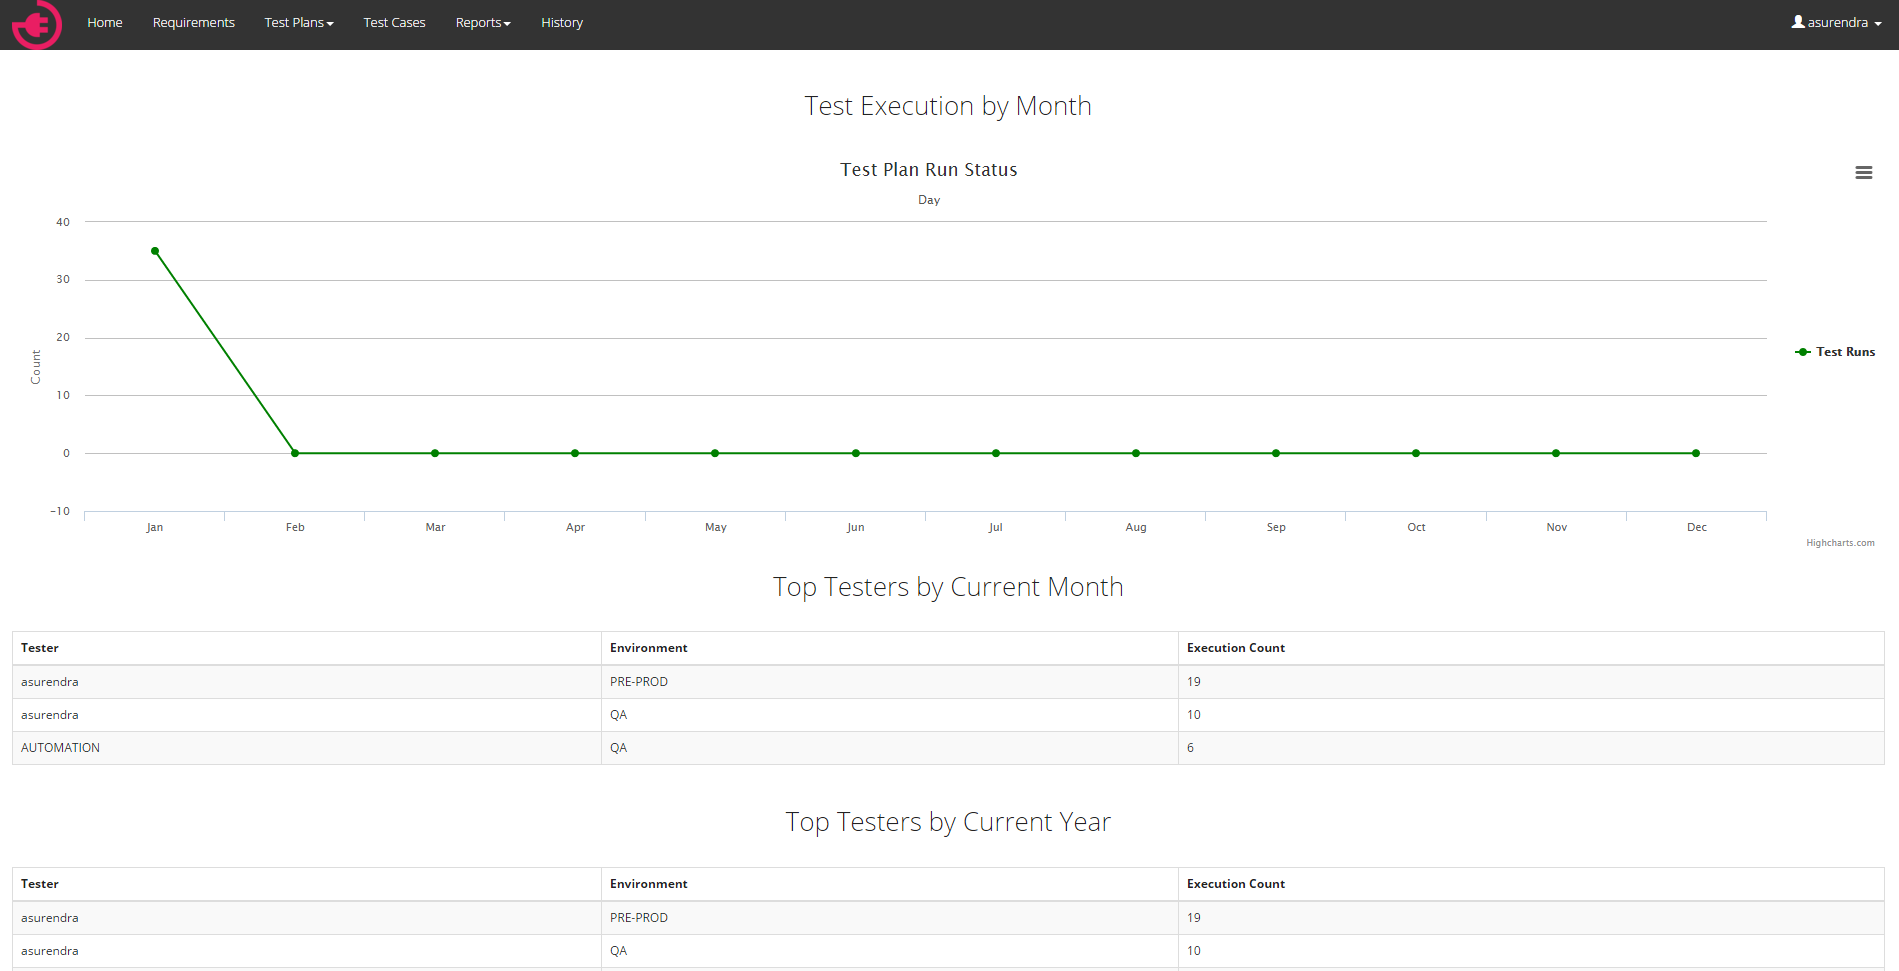 Home Requirements Test Plans Test Cases Reports History asurendra
Test Execution by Month
Test Plan Run Status
Day
40
30
20
10
0
-10
Count
Test Runs
Jan Feb Mar Apr May Jun Jul Aug Sep Oct Nov Dec
Highcharts.com
Top Testers by Current Month
Tester Environment Execution Count
asurendra PRE-PROD 19
asurendra QA 10
AUTOMATION QA 6
Top Testers by Current Year
Tester Environment Execution Count
asurendra PRE-PROD 19
asurendra QA 10